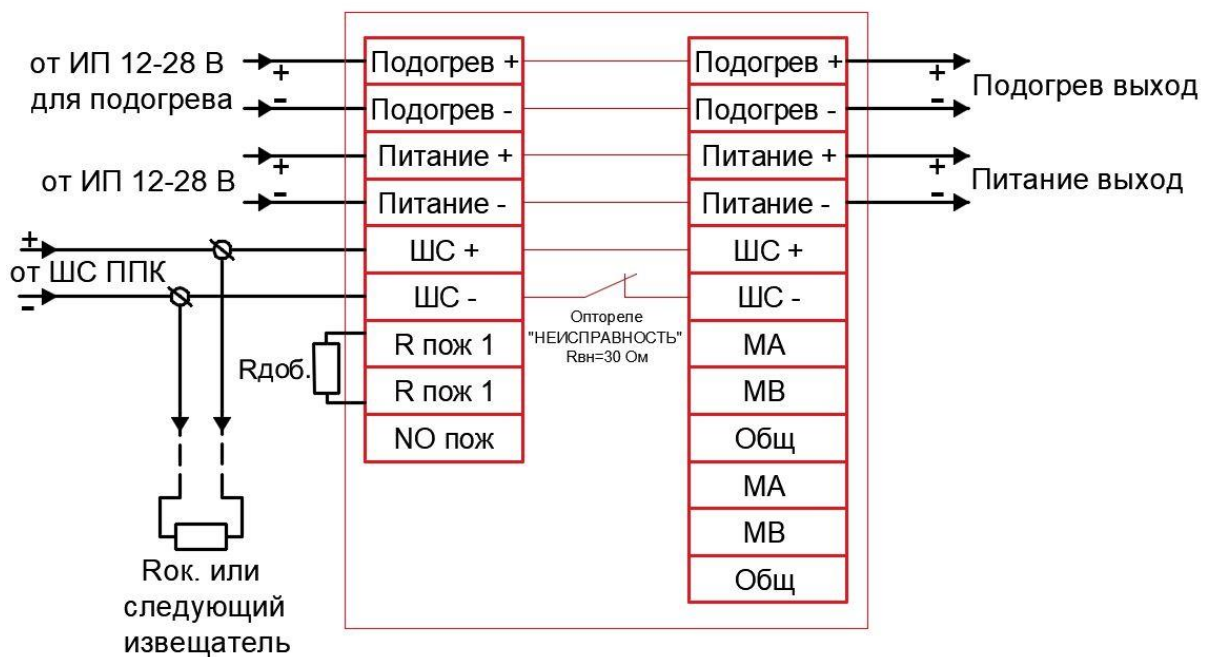 от ИП 12-28 В
для подогрева
+
-
от ИП 12-28 В
+
-
+
от ШС ППК
-
Rдоб.
Rок. или
следующий
извещатель
Подогрев +
Подогрев -
Питание +
Питание -
ШС +
ШС -
R пож 1
R пож 1
NO пож
Оптореле
"НЕИСПРАВНОСТЬ"
Rвн=30 Ом
Подогрев +
Подогрев -
Питание +
Питание -
ШС +
ШС -
МА
МВ
Общ
МА
МВ
Общ
+
-
Подогрев выход
+
-
Питание выход